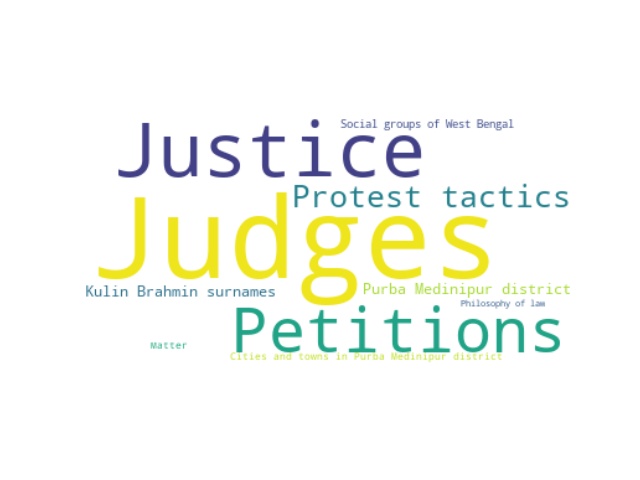 Social groups of West Bengal
Justice
Protest tactics
Judges
Kulin Brahmin surnames
Purba Medinipur district
Philosophy of law
Petitions
Matter
Cities and towns in Purba Medinipur district